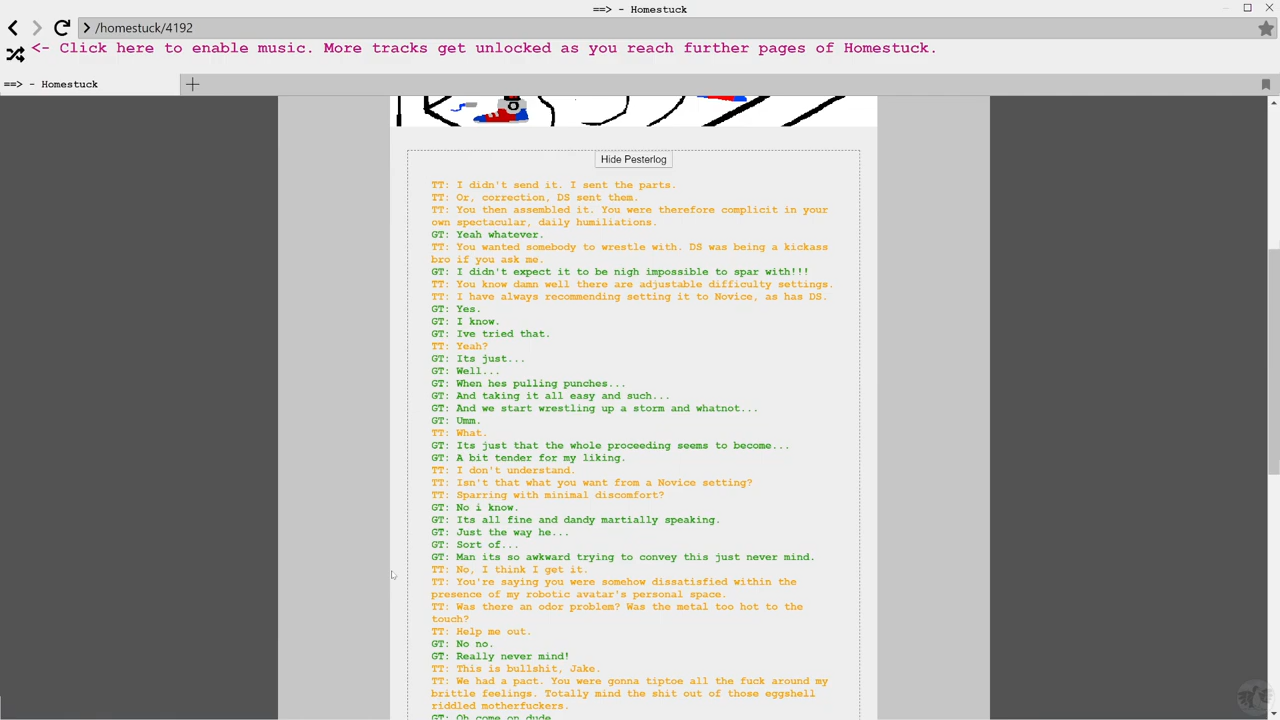 ==> - Homestuck
/homestuck/4192
<- Click here to enable music. More tracks get unlocked as you reach further pages of Homestuck.
==> - Homestuck
Hide Pesterlog
TT: I didn't send it. I sent the parts.
TT: Or, correction, DS sent them.
TT: You then assembled it. You were therefore complicit in your
own spectacular, daily humiliations.
GT: Yeah whatever.
TT: You wanted somebody to wrestle with. DS was being a kickass
bro if you ask me.
GT: I didn't expect it to be nigh impossible to spar with!!!
TT: You know damn well there are adjustable difficulty settings.
TT: I have always recommending setting it to Novice, as has DS.
GT: Yes.
GT: I know.
GT: Ive tried that.
TT: Yeah?
GT: Its just...
GT: Well...
GT: When hes pulling punches...
GT: And taking it all easy and such...
GT: And we start wrestling up a storm and whatnot...
GT: Umm.
TT: What.
GT: Its just that the whole proceeding seems to become...
GT: A bit tender for my liking.
TT: I don't understand.
TT: Isn't that what you want from a Novice setting?
TT: Sparring with minimal discomfort?
GT: No i know.
GT: Its all fine and dandy martially speaking.
GT: Just the way he...
GT: Sort of...
GT: Man its so awkward trying to convey this just never mind.
TT: No, I think I get it.
TT: You're saying you were somehow dissatisfied within the
presence of my robotic avatar's personal space.
TT: Was there an odor problem? Was the metal too hot to the
touch?
TT: Help me out.
GT: No no.
GT: Really never mind!
TT: This is bullshit, Jake.
TT: We had a pact. You were gonna tiptoe all the fuck around my
brittle feelings. Totally mind the shit out of those eggshell
riddled motherfuckers.
GT: Oh come on dude